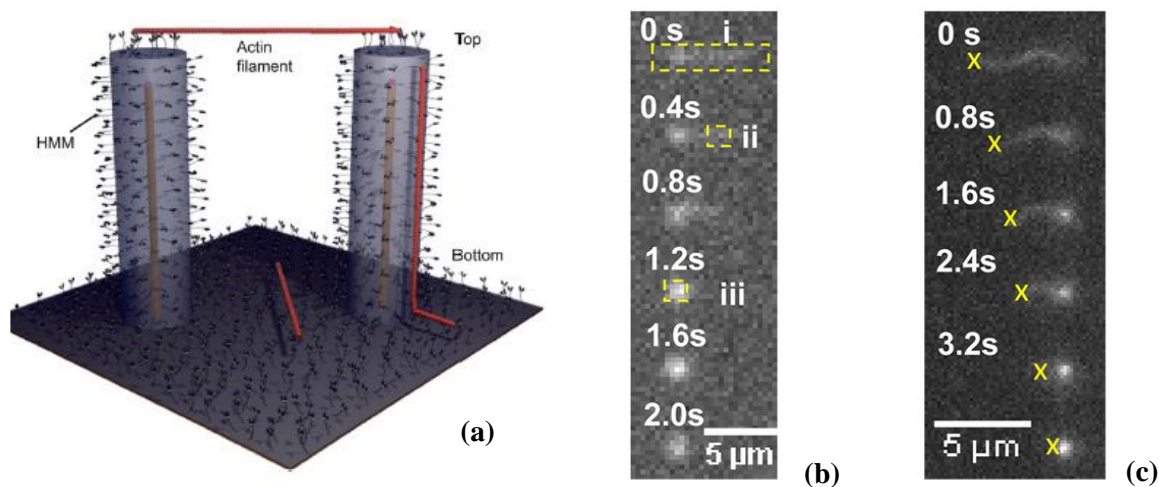 Actin
filament
Top
HMM
Bottom
(a)
0 s
i
0.4s
ii
0.8s
1.2s
iii
1.6s
2.0s
5 µm
(b)
0 s
x
0.8s
x
1.6s
x
2.4s
x
3.2s
x
5 µm
x
(c)